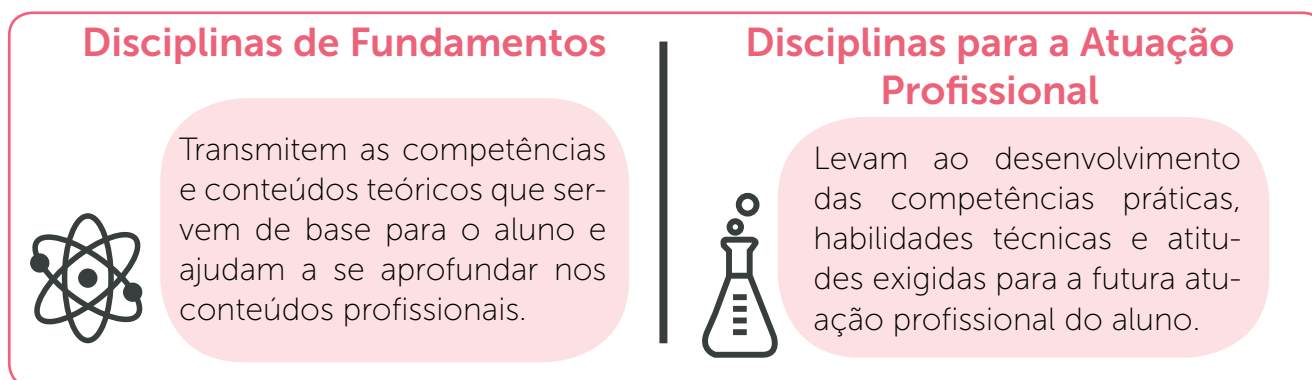 Disciplinas de Fundamentos
Transmitem as competências
e conteúdos teóricos que ser-
vem de base para o aluno e
ajudam a se aprofundar nos
conteúdos profissionais.
Disciplinas para a Atuação
Profissional
Levam ao desenvolvimento
das competências práticas,
habilidades técnicas e atitu-
des exigidas para a futura atu-
ação profissional do aluno.